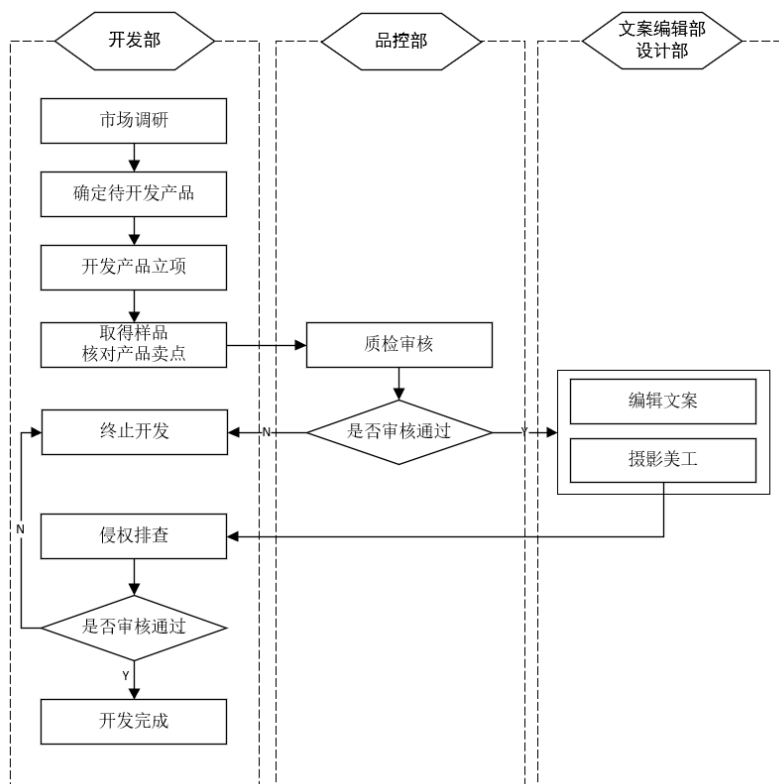 开发部
品控部
文案编辑部
设计部
市场调研
确定待开发产品
开发产品立项
取得样品
核对产品卖点
质检审核
编辑文案
终止开发
N
是否审核通过
Y
摄影美工
N
侵权排查
是否审核通过
Y
开发完成